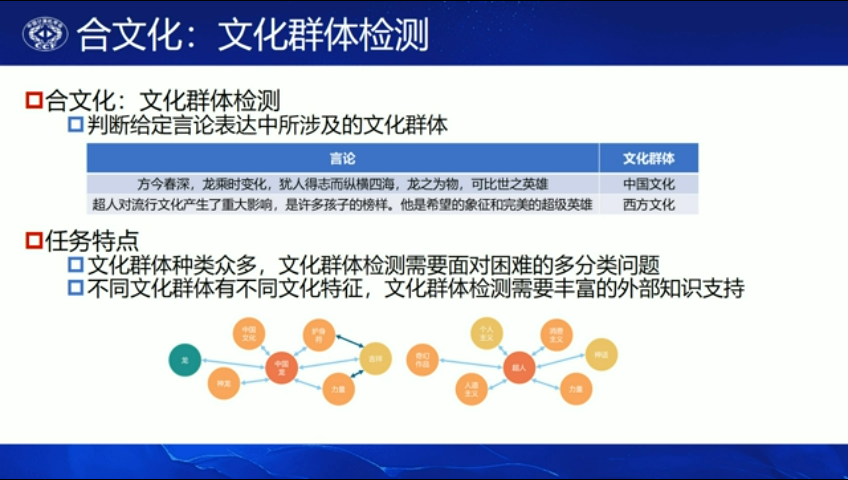 合文化：文化群体检测
合文化：文化群体检测
判断给定言论表达中所涉及的文化群体
言论 文化群体
方今春深，龙乘时变化，犹人得志而纵横四海，龙之为物，可比世之英雄 中国文化
超人对流行文化产生了重大影响，是许多孩子的榜样。他是希望的象征和完美的超级英雄 西方文化
任务特点
文化群体种类众多，文化群体检测需要面对困难的多分类问题
不同文化群体有不同文化特征，文化群体检测需要丰富的外部知识支持
中国
文化
护身
符
龙
中国
龙
吉祥
神龙
力量
个人
主义
消费
主义
奇幻
作品
超人
神话
人道
主义
力量